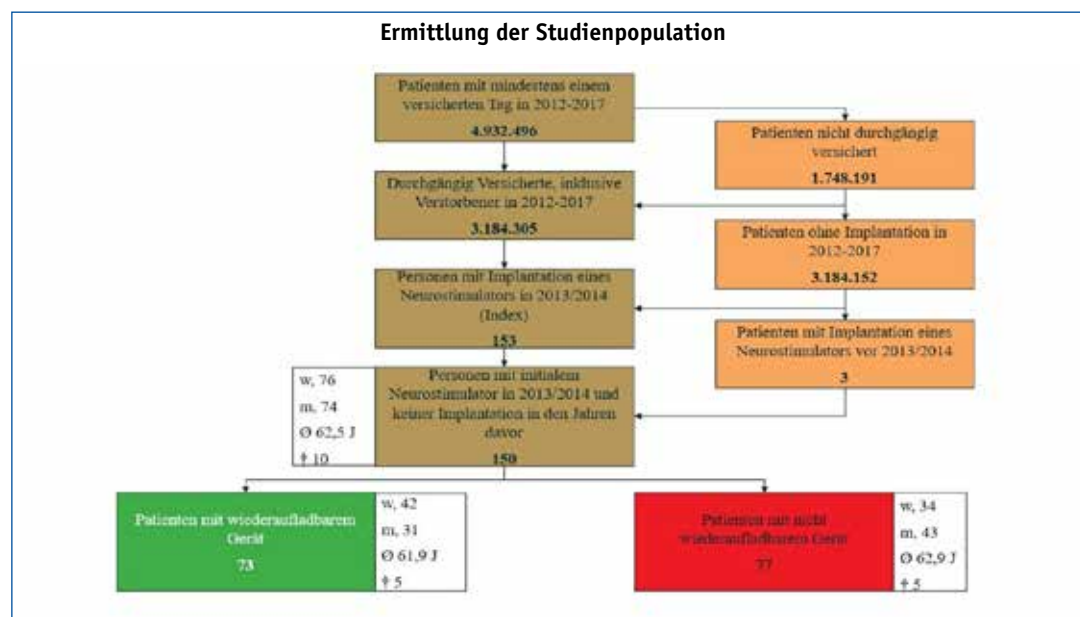 Ermittlung der Studienpopulation
Patienten mit mindestens einem
versicherten Tag in 2012-2017
4.932.496
Patienten nicht durchgängig
versichert
1.748.191
Durchgängig Versicherte, inklusive
Verstorbener in 2012-2017
3.184.305
Patienten ohne Implantation in
2012-2017
3.184.152
Personen mit Implantation eines
Neurostimulators in 2013/2014
(Index)
153
Patienten mit Implantation eines
Neurostimulators vor 2013/2014
3
w, 76
m, 74
Ø 62,5 J
† 10
Personen mit initialem
Neurostimulator in 2013/2014 und
keiner Implantation in den Jahren
davor
150
Patienten mit wiederaufladbarem
Gerät
73
w, 42
m, 31
Ø 61,9 J
† 5
Patienten mit nicht
wiederaufladbarem Gerät
77
w, 34
m, 43
Ø 62,9 J
† 5